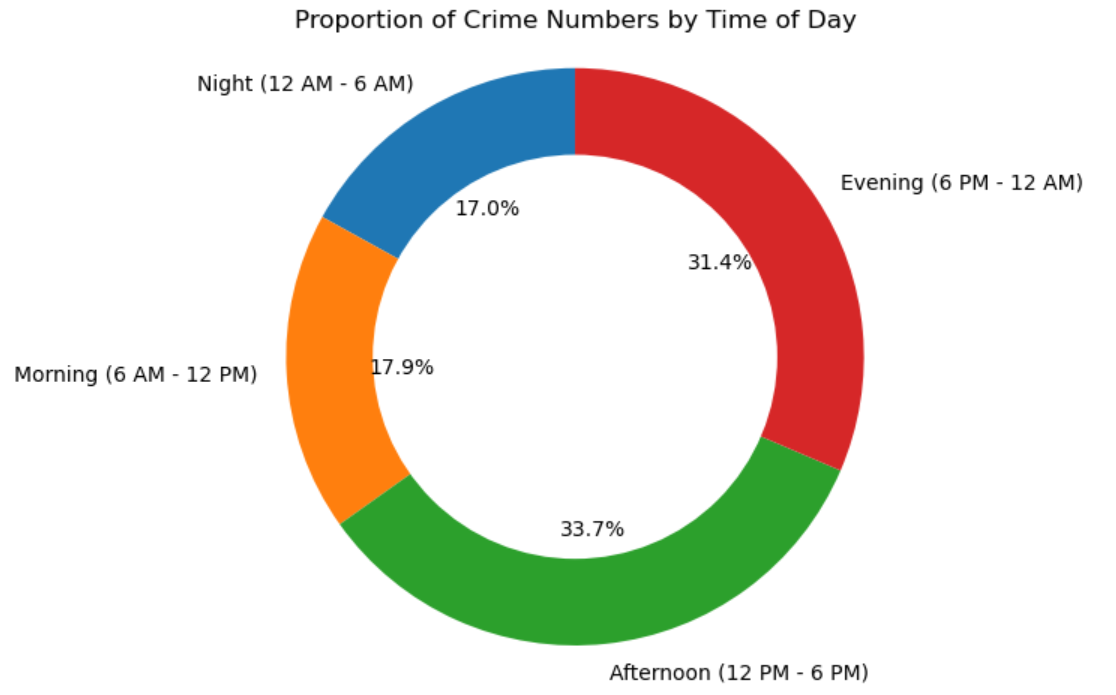 Proportion of Crime Numbers by Time of Day
Night (12 AM - 6 AM)
17.0%
Evening (6 PM - 12 AM)
31.4%
Morning (6 AM - 12 PM)
17.9%
33.7%
Afternoon (12 PM - 6 PM)